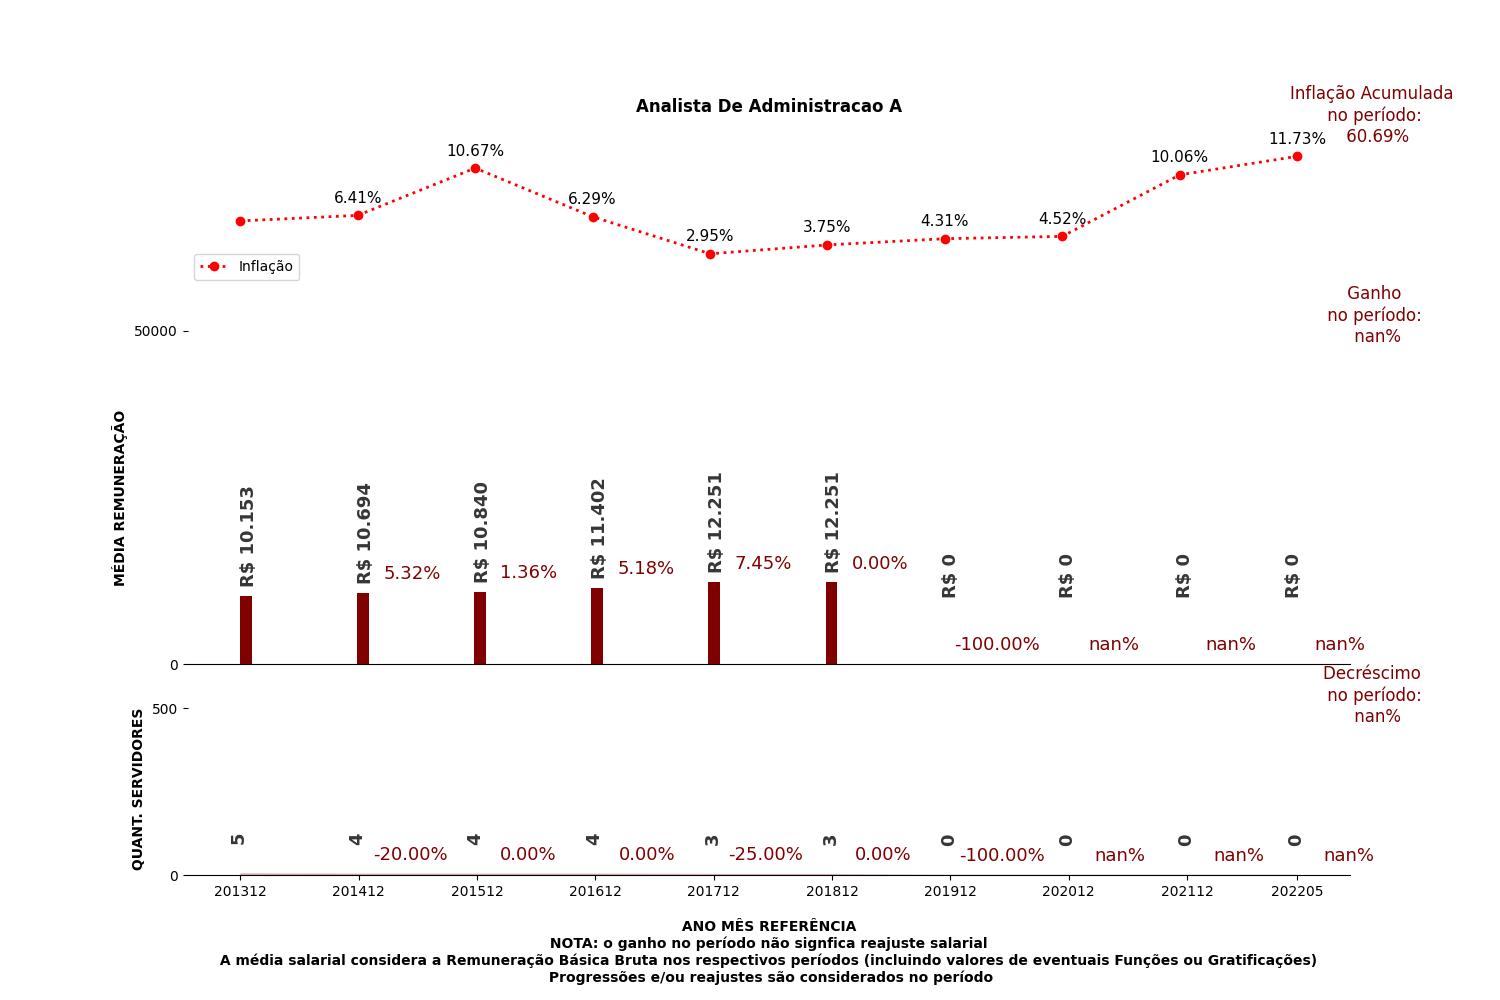 Analista De Administracao A
Inflação Acumulada
no período:
60.69%
6.41%
10.67%
6.29%
2.95%
3.75%
4.31%
4.52%
10.06%
11.73%
Inflação
Ganho
no período:
nan%
MÉDIA REMUNERAÇÃO
50000
0
R$ 10.153
R$ 10.694
R$ 10.840
R$ 11.402
R$ 12.251
R$ 12.251
R$ 0
R$ 0
R$ 0
R$ 0
5.32%
1.36%
5.18%
7.45%
0.00%
-100.00%
nan%
nan%
nan%
Decréscimo
no período:
nan%
QUANT. SERVIDORES
500
0
5
4
4
4
3
3
0
0
0
0
-20.00%
0.00%
0.00%
-25.00%
0.00%
-100.00%
nan%
nan%
nan%
201312
201412
201512
201612
201712
201812
201912
202012
202112
202205
ANO MÊS REFERÊNCIA
NOTA: o ganho no período não signfica reajuste salarial
A média salarial considera a Remuneração Básica Bruta nos respectivos períodos (incluindo valores de eventuais Funções ou Gratificações)
Progressões e/ou reajustes são considerados no período